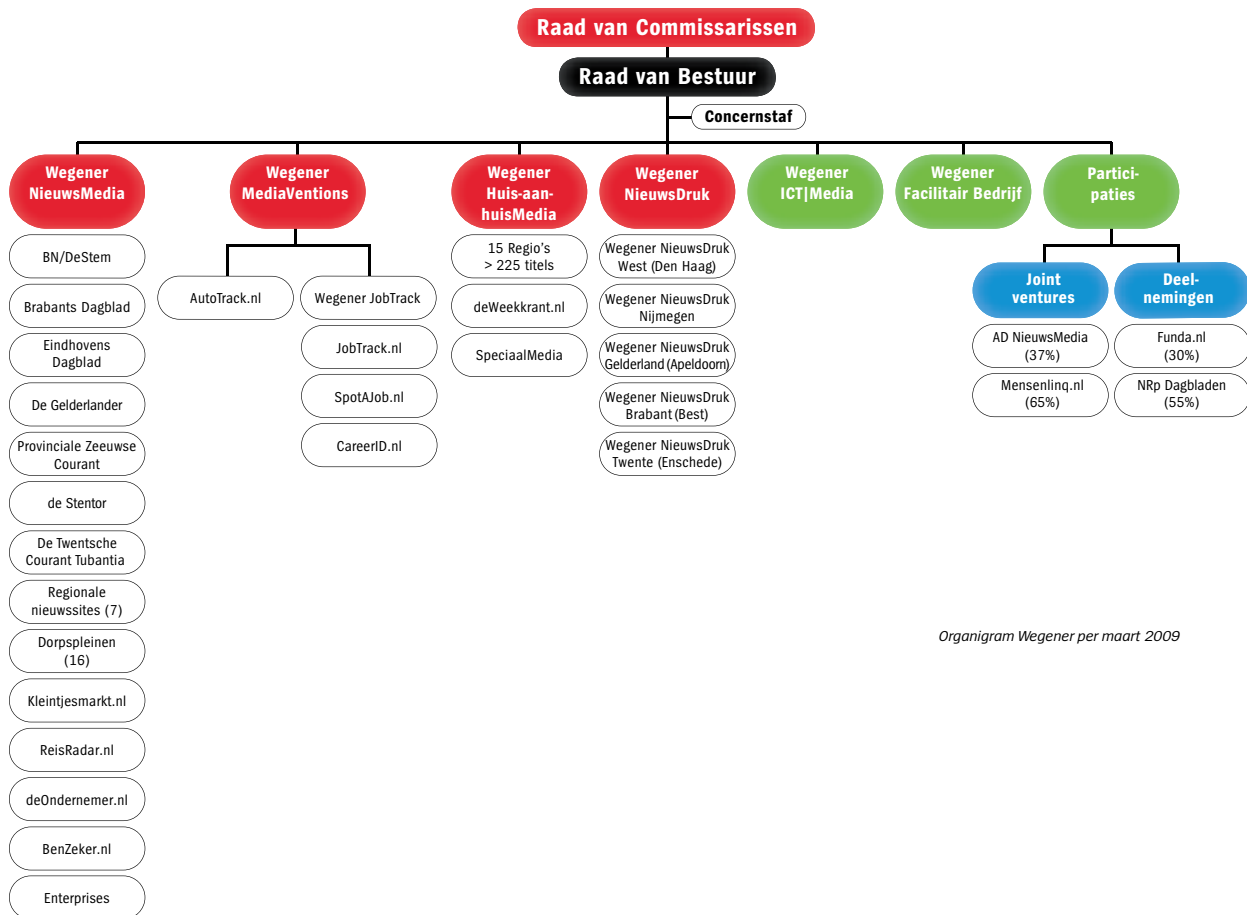 Raad van Commissarissen
Raad van Bestuur
Concernstaf
Wegener
NieuwsMedia
BN/DeStem
Brabants Dagblad
Eindhovens
Dagblad
De Gelderlander
Provinciale Zeeuwse
Courant
de Stentor
De Twentsche
Courant Tubantia
Regionale
nieuwssites (7)
Dorpspleinen
(16)
Kleintjesmarkt.nl
ReisRadar.nl
deOndernemer.nl
BenZeker.nl
Enterprises
Wegener
MediaVentions
AutoTrack.nl
Wegener JobTrack
JobTrack.nl
SpotAJob.nl
CareerID.nl
Wegener
Huis-aan-
huisMedia
15 Regio's
> 225 titels
deWeekkrant.nl
SpeciaalMedia
Wegener
NieuwsDruk
Wegener NieuwsDruk
West (Den Haag)
Wegener NieuwsDruk
Nijmegen
Wegener NieuwsDruk
Gelderland (Apeldoorn)
Wegener NieuwsDruk
Brabant (Best)
Wegener NieuwsDruk
Twente (Enschede)
Wegener
ICT|Media
Wegener
Facilitair Bedrijf
Partici-
paties
Joint
ventures
AD NieuwsMedia
(37%)
Mensenlinq.nl
(65%)
Deel-
nemingen
Funda.nl
(30%)
NRp Dagbladen
(55%)
Organigram Wegener per maart 2009